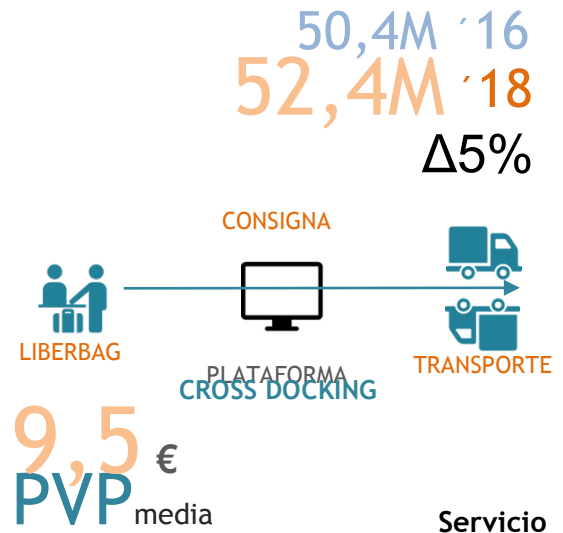 50,4M ´16
52,4M ´18
Δ5%
CONSIGNA
LIBERBAG
TRANSPORTE
PLATAFORMA
CROSS DOCKING
9,5 €
PVP media
Servicio